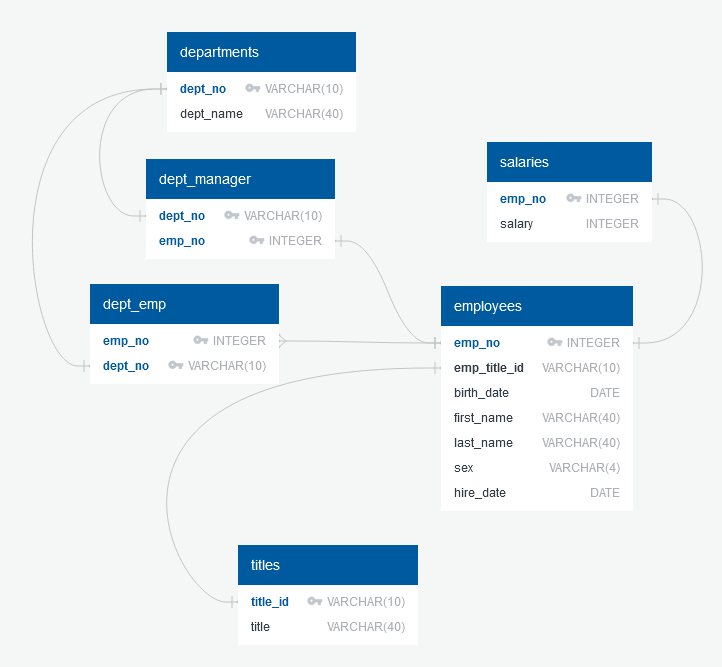 departments
dept_no VARCHAR(10)
dept_name VARCHAR(40)
dept_manager
dept_no VARCHAR(10)
emp_no INTEGER
salaries
emp_no INTEGER
salary INTEGER
dept_emp
emp_no INTEGER
dept_no VARCHAR(10)
employees
emp_no INTEGER
emp_title_id VARCHAR(10)
birth_date DATE
first_name VARCHAR(40)
last_name VARCHAR(40)
sex VARCHAR(4)
hire_date DATE
titles
title_id VARCHAR(10)
title VARCHAR(40)